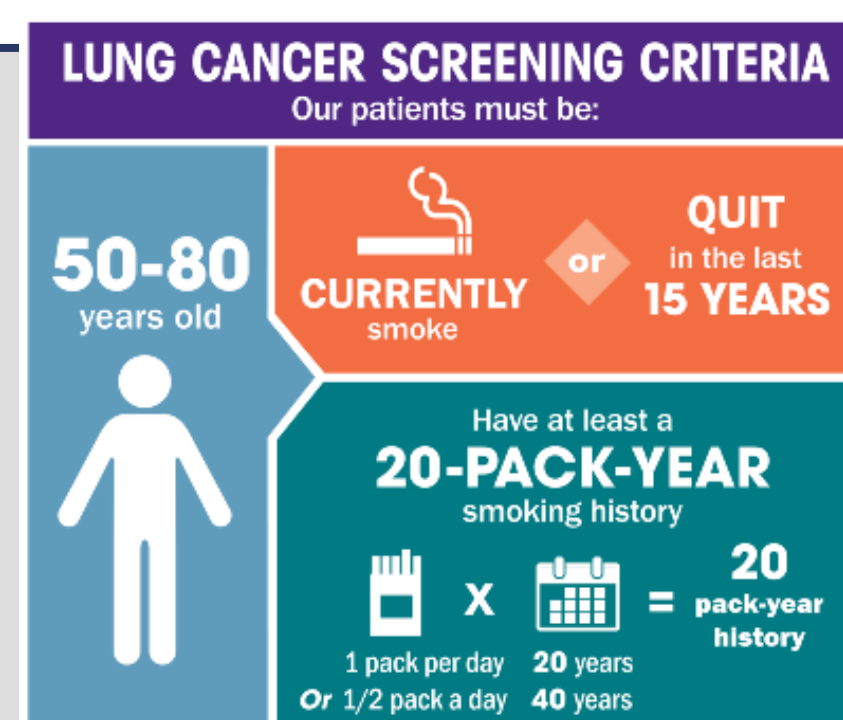 LUNG CANCER SCREENING CRITERIA
Our patients must be:
50-80
years old
CURRENTLY
smoke
or
QUIT
in the last
15 YEARS
Have at least a
20-PACK-YEAR
smoking history
X
=
20
pack-year
history
1 pack per day 20 years
Or 1/2 pack a day 40 years